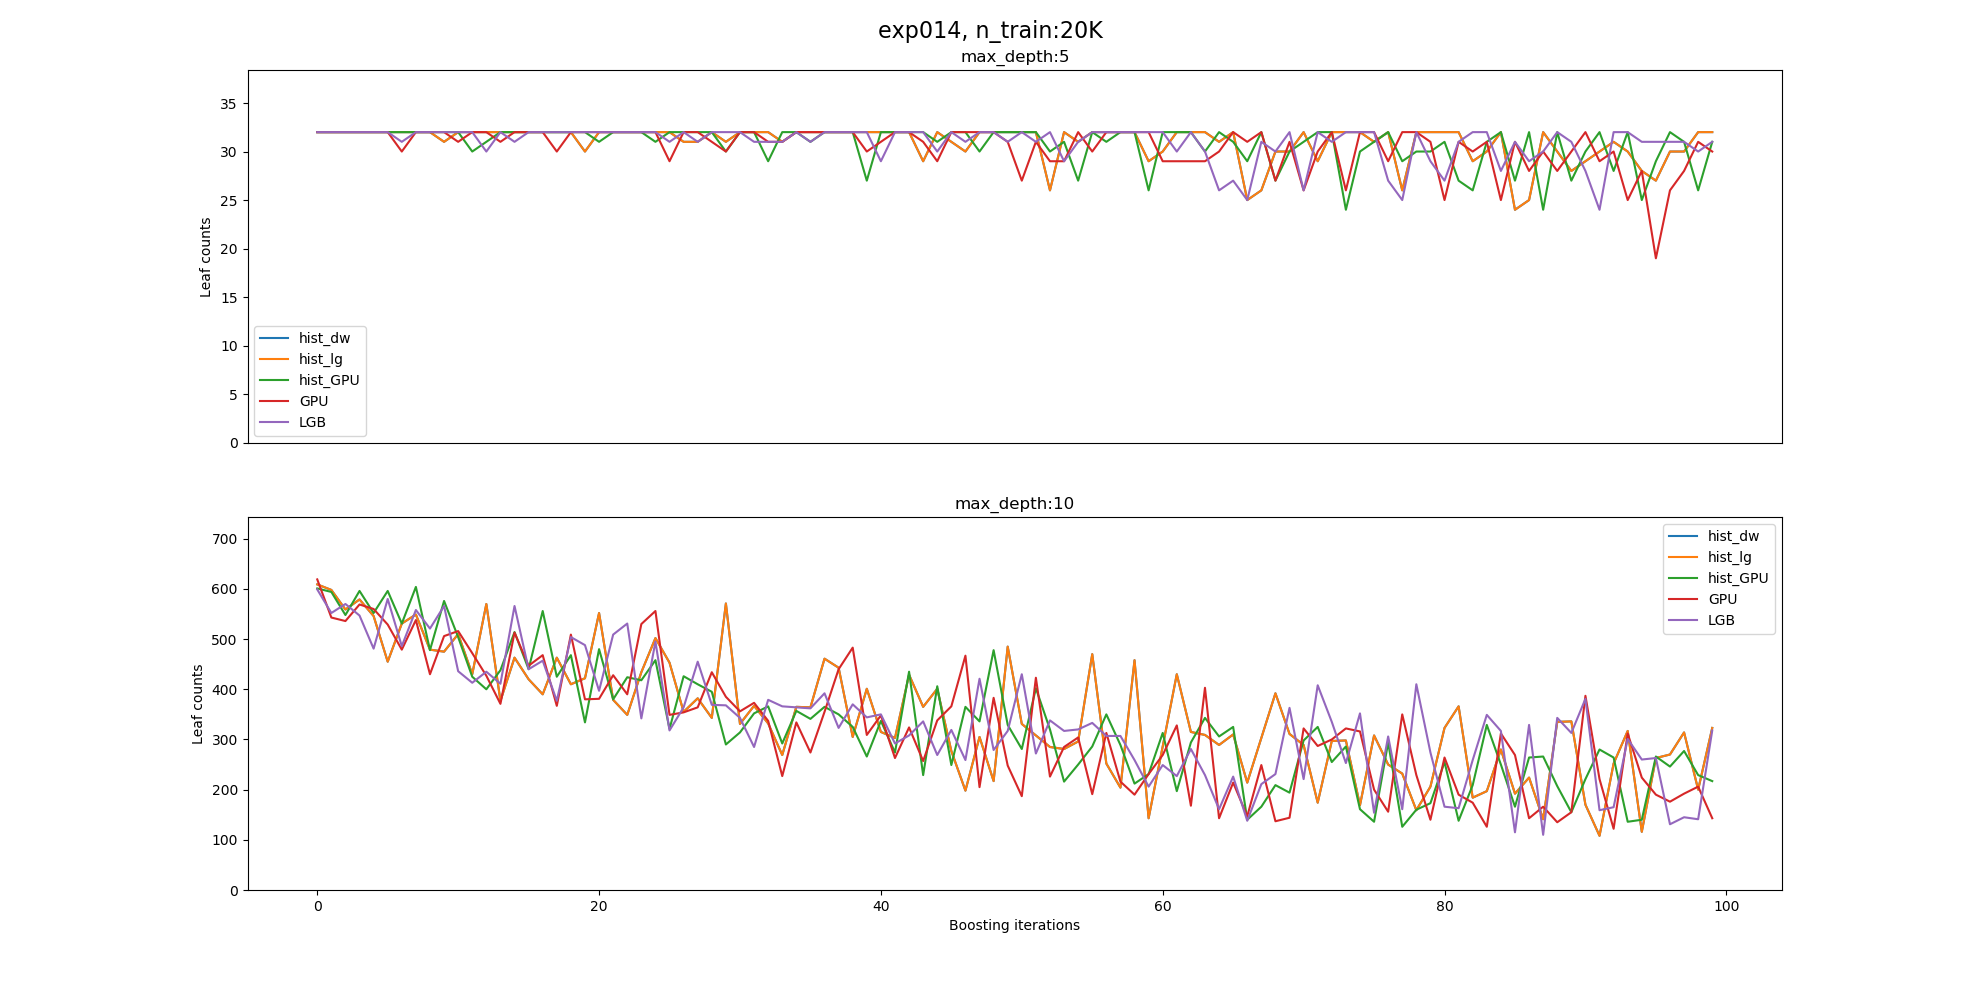 exp014, n_train:20K
max_depth:5
35
30
25
20
15
10
5
0
Leaf counts
hist_dw
hist_lg
hist_GPU
GPU
LGB
max_depth:10
700
600
500
400
300
200
100
0
Leaf counts
hist_dw
hist_lg
hist_GPU
GPU
LGB
0 20 40 60 80 100
Boosting iterations